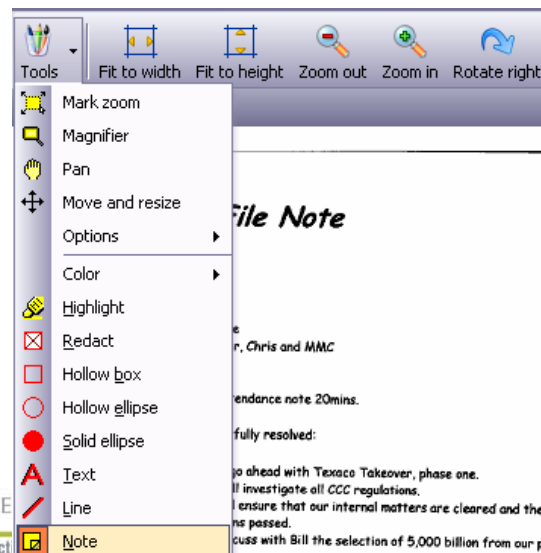 Tools Fit to width Fit to height Zoom out Zoom in Rotate right
Mark zoom
Magnifier
Pan
Move and resize
File Note
Options
Color
Highlight
Redact
r, Chris and MMC
Hollow box
endance note 20mins.
Hollow ellipse
fully resolved:
Solid ellipse
go ahead with Texaco Takeover, phase one.
Text
ll investigate all CCC regulations.
Line
l ensure that our internal matters are cleared and the
ns passed.
Note
cuss with Bill the selection of 5,000 billion from our p